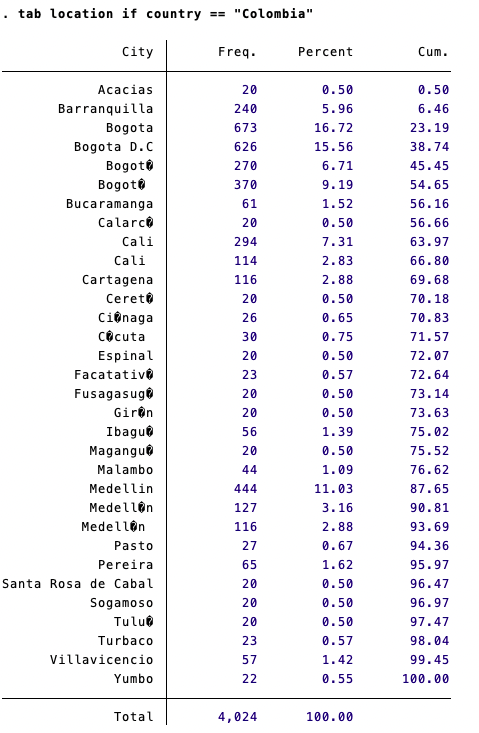 . tab location if country == "Colombia"
City Freq. Percent Cum.
Acacias 20 0.50 0.50
Barranquilla 240 5.96 6.46
Bogota 673 16.72 23.19
Bogota D.C 626 15.56 38.74
Bogot� 270 6.71 45.45
Bogot� 370 9.19 54.65
Bucaramanga 61 1.52 56.16
Calarc� 20 0.50 56.66
Cali 294 7.31 63.97
Cali 114 2.83 66.80
Cartagena 116 2.88 69.68
Ceret� 20 0.50 70.18
Ci�naga 26 0.65 70.83
C�cuta 30 0.75 71.57
Espinal 20 0.50 72.07
Facatativ� 23 0.57 72.64
Fusagasug� 20 0.50 73.14
Gir�n 20 0.50 73.63
Ibagu� 56 1.39 75.02
Magangu� 20 0.50 75.52
Malambo 44 1.09 76.62
Medellin 444 11.03 87.65
Medell�n 127 3.16 90.81
Medell�n 116 2.88 93.69
Pasto 27 0.67 94.36
Pereira 65 1.62 95.97
Santa Rosa de Cabal 20 0.50 96.47
Sogamoso 20 0.50 96.97
Tulu� 20 0.50 97.47
Turbaco 23 0.57 98.04
Villavicencio 57 1.42 99.45
Yumbo 22 0.55 100.00
Total 4,024 100.00